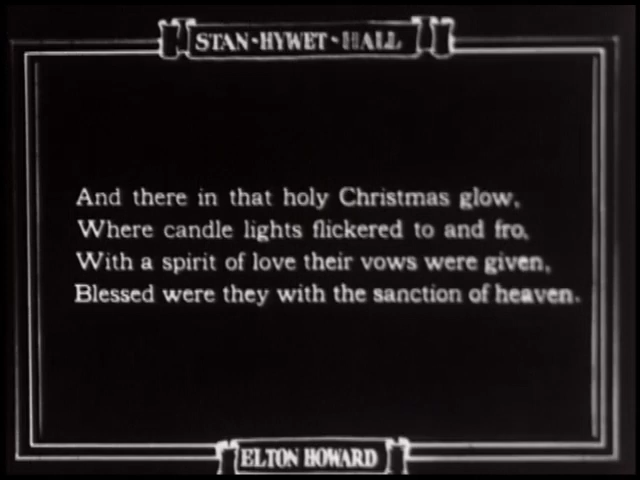 STAN-HYWET-HALL
And there in that holy Christmas glow,
Where candle lights flickered to and fro,
With a spirit of love their vows were given,
Blessed were they with the sanction of heaven.
ELTON HOWARD